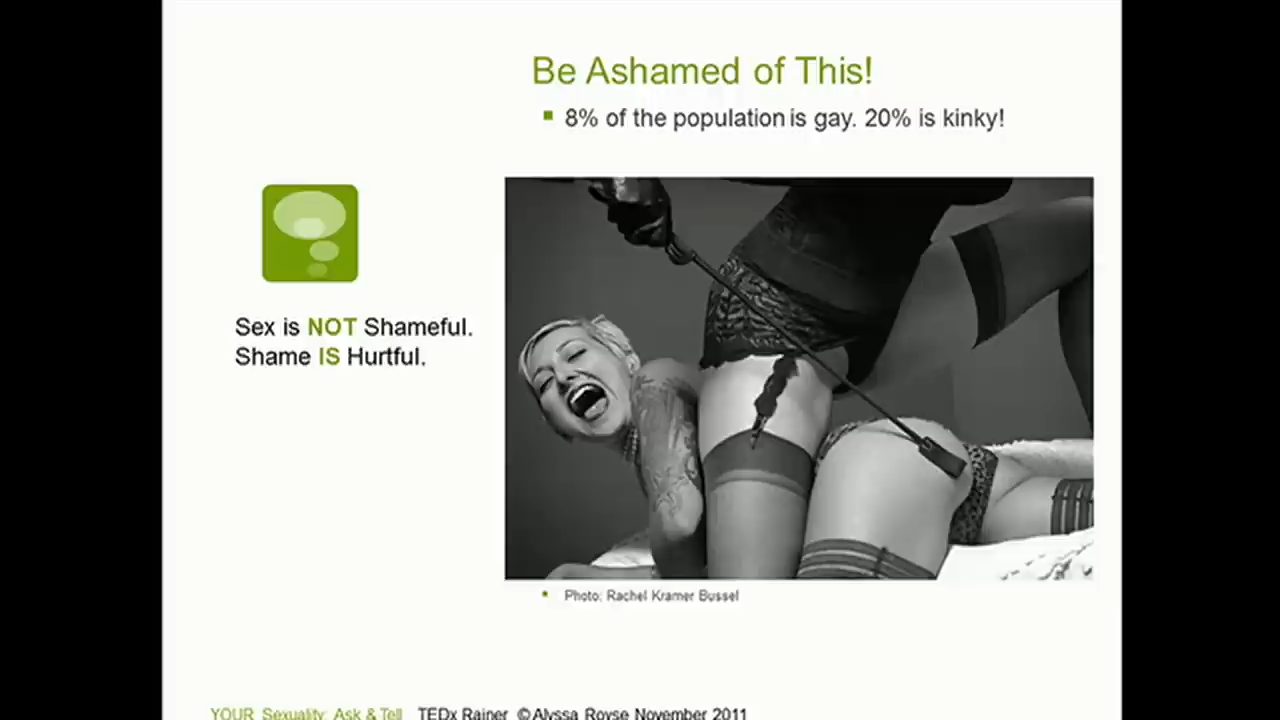 Be Ashamed of This!
8% of the population is gay. 20% is kinky!
Sex is NOT Shameful.
Shame IS Hurtful.
Photo: Rachel Kramer Bussel
YOUR Sexuality: Ask & Tell TEDx Rainer © Alyssa Royse November 2011